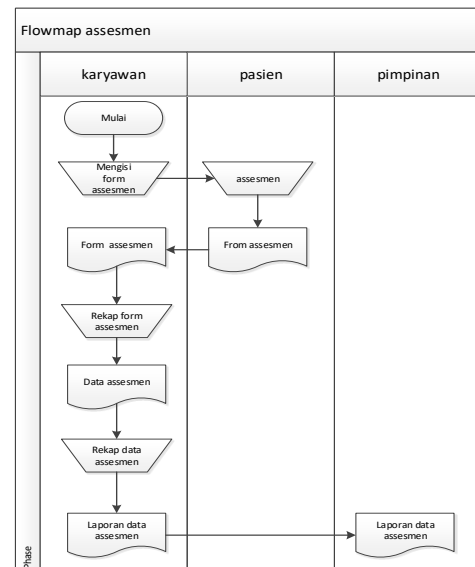 Flowmap assesmen
karyawan
pasien
pimpinan
Mulai
Mengisi
form
assesmen
assesmen
Form assesmen
From assesmen
Rekap form
assesmen
Data assesmen
Rekap data
assesmen
Laporan data
assesmen
Laporan data
assesmen
Phase